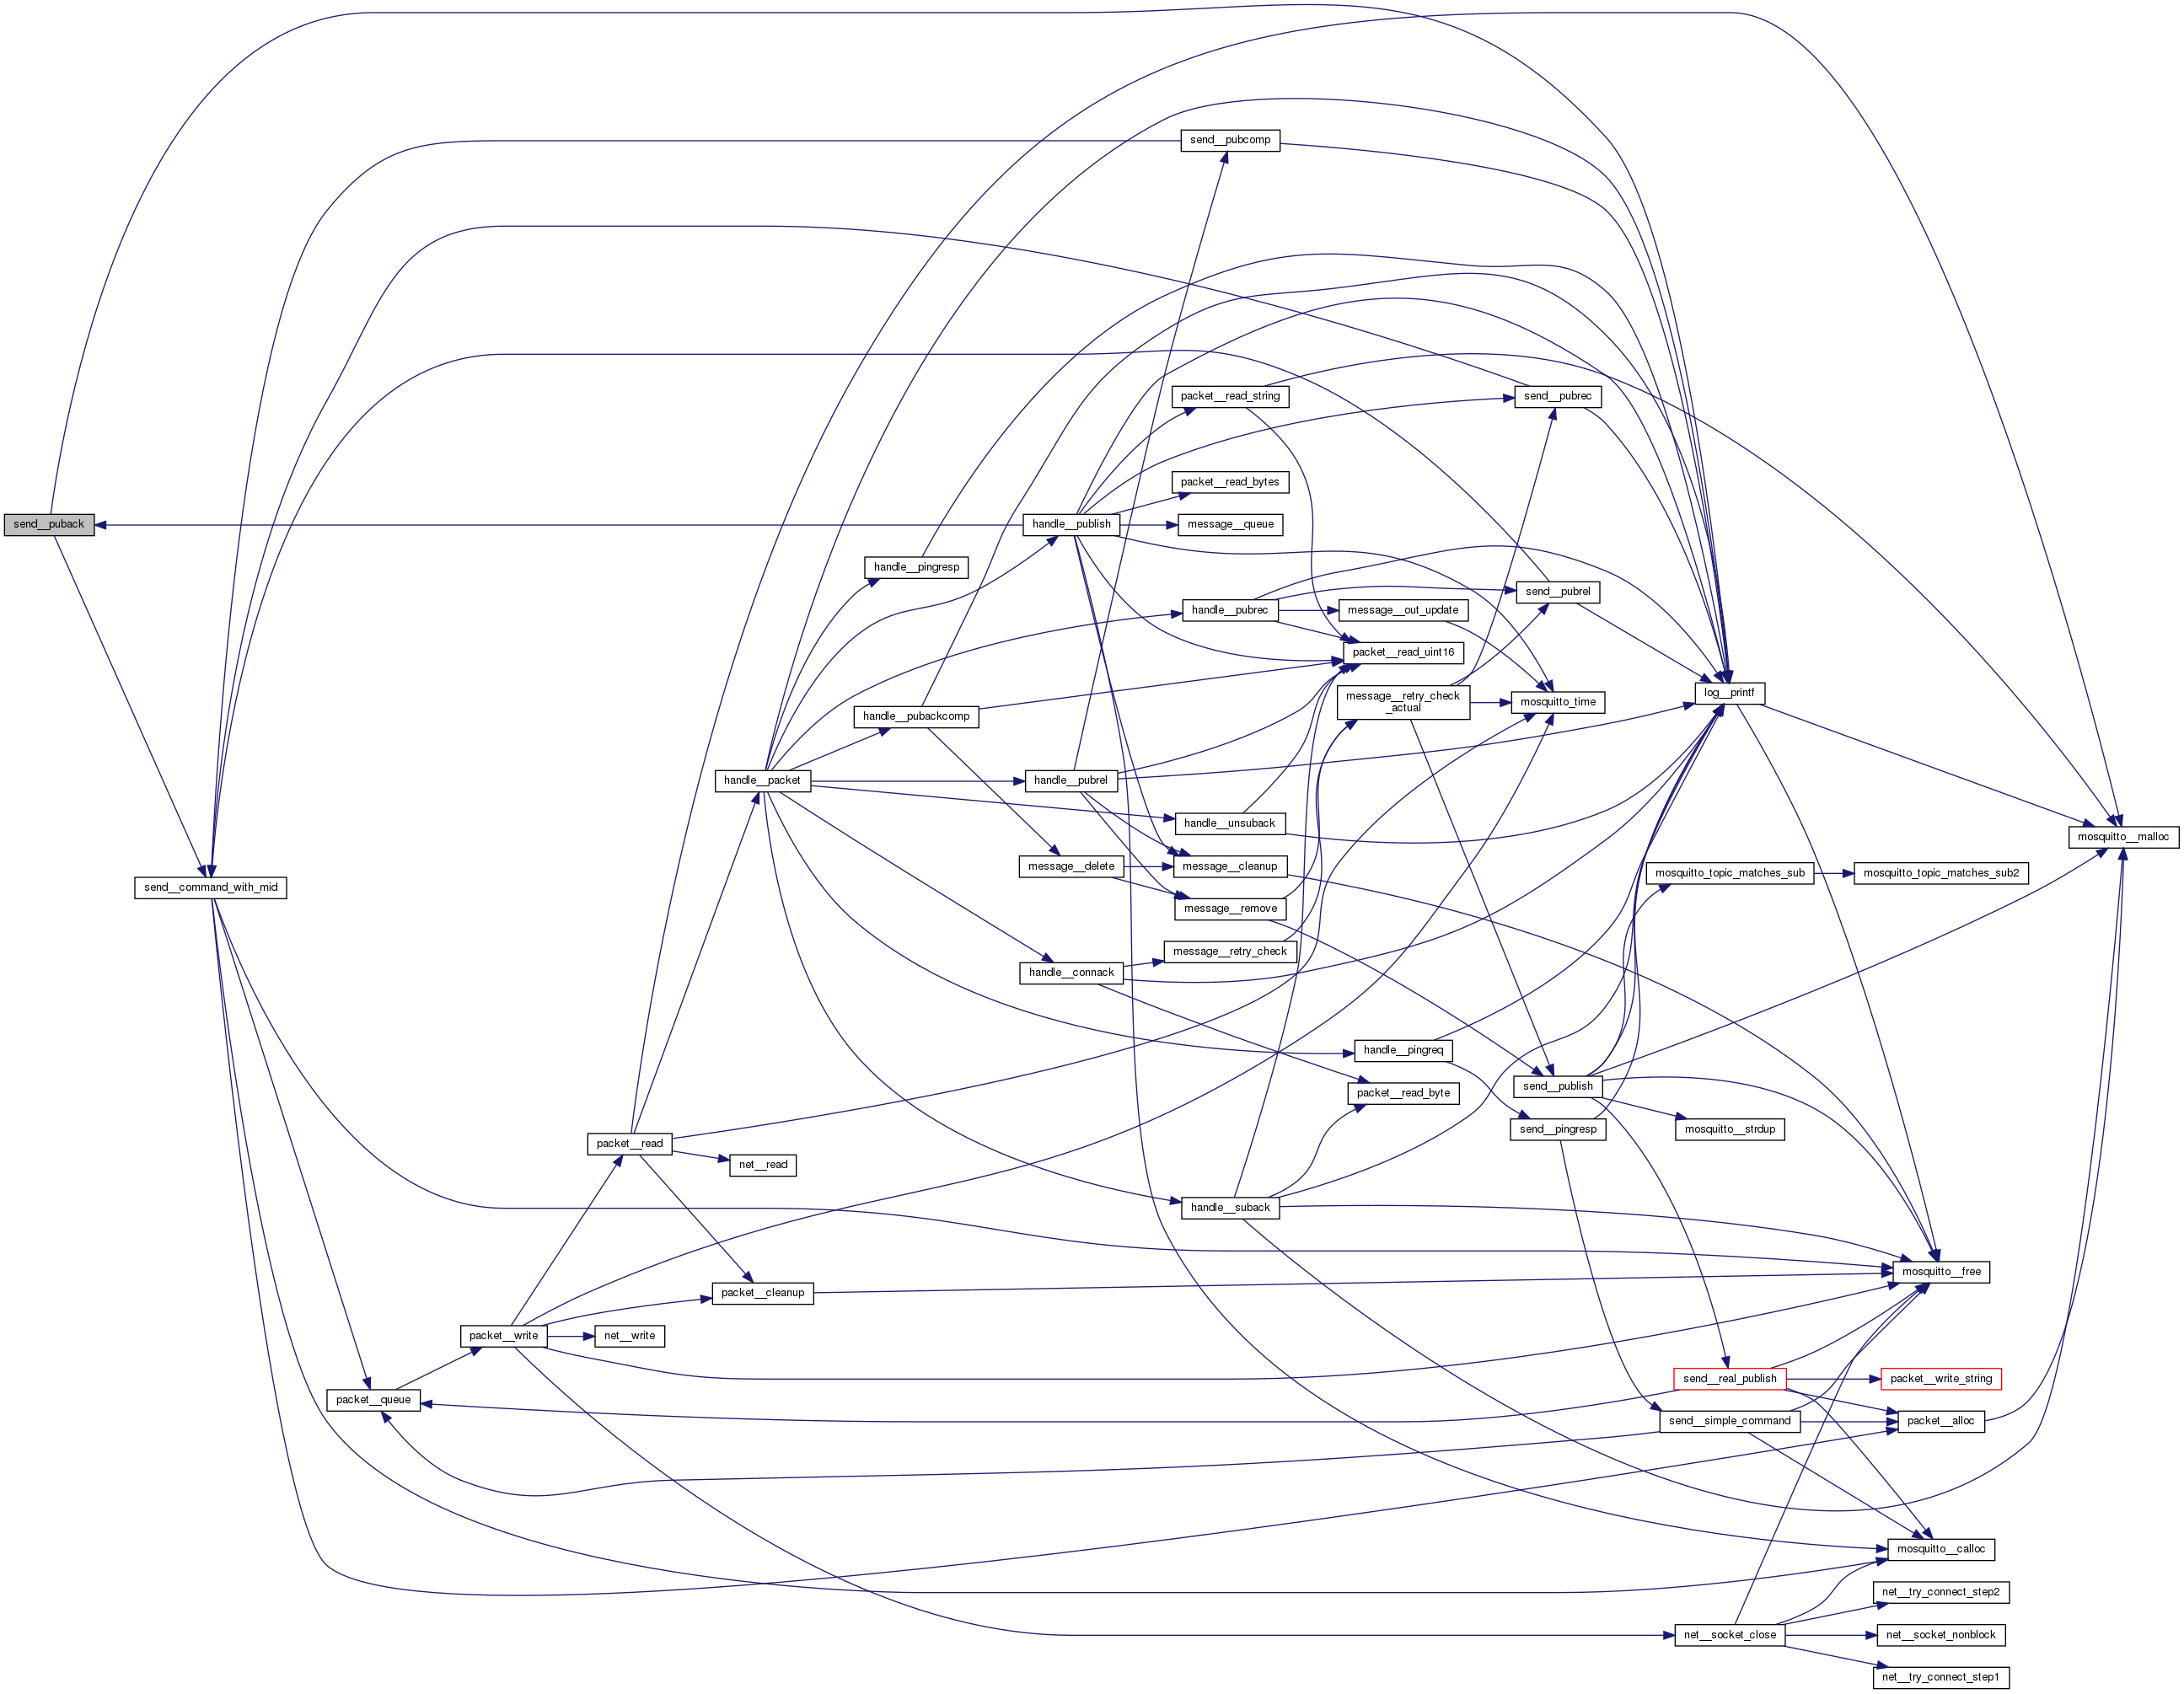 send__puback
send__command_with_mid
packet__queue
packet__write
packet__read
net__write
handle__packet
net__read
packet__cleanup
handle__pingresp
handle__pubackcomp
handle__publish
handle__pubrel
message__delete
handle__connack
send__pubcomp
packet__read_string
packet__read_bytes
message__queue
handle__pubrec
handle__unsuback
message__cleanup
message__remove
message__retry_check
handle__suback
message__out_update
packet__read_uint16
message__retry_check
_actual
handle__pingreq
packet__read_byte
send__pubrec
send__pubrel
mosquitto_time
send__publish
send__pingresp
log__printf
mosquitto_topic_matches_sub
mosquitto__strdup
send__real_publish
send__simple_command
net__socket_close
mosquitto_topic_matches_sub2
mosquitto__free
packet__write_string
packet__alloc
mosquitto__calloc
net__try_connect_step2
net__socket_nonblock
net__try_connect_step1
mosquitto__malloc